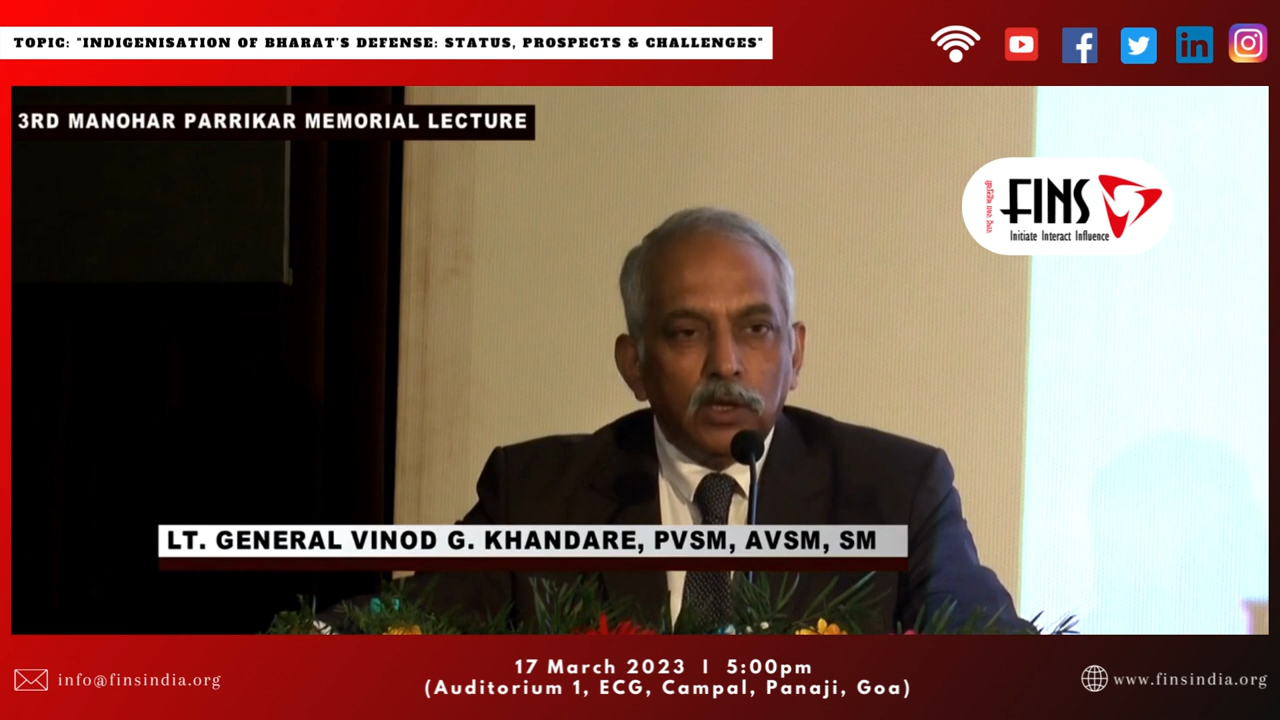 TOPIC: "INDIGENISATION OF BHARAT'S DEFENSE: STATUS, PROSPECTS & CHALLENGES"
3RD MANOHAR PARRIKAR MEMORIAL LECTURE
FINS
Initiate Interact Influence
LT. GENERAL VINOD G. KHANDARE, PVSM, AVSM, SM
17 March 2023 | 5:00pm
(Auditorium 1, ECG, Campal, Panaji, Goa)
info@finsindia.org
www.finsindia.org